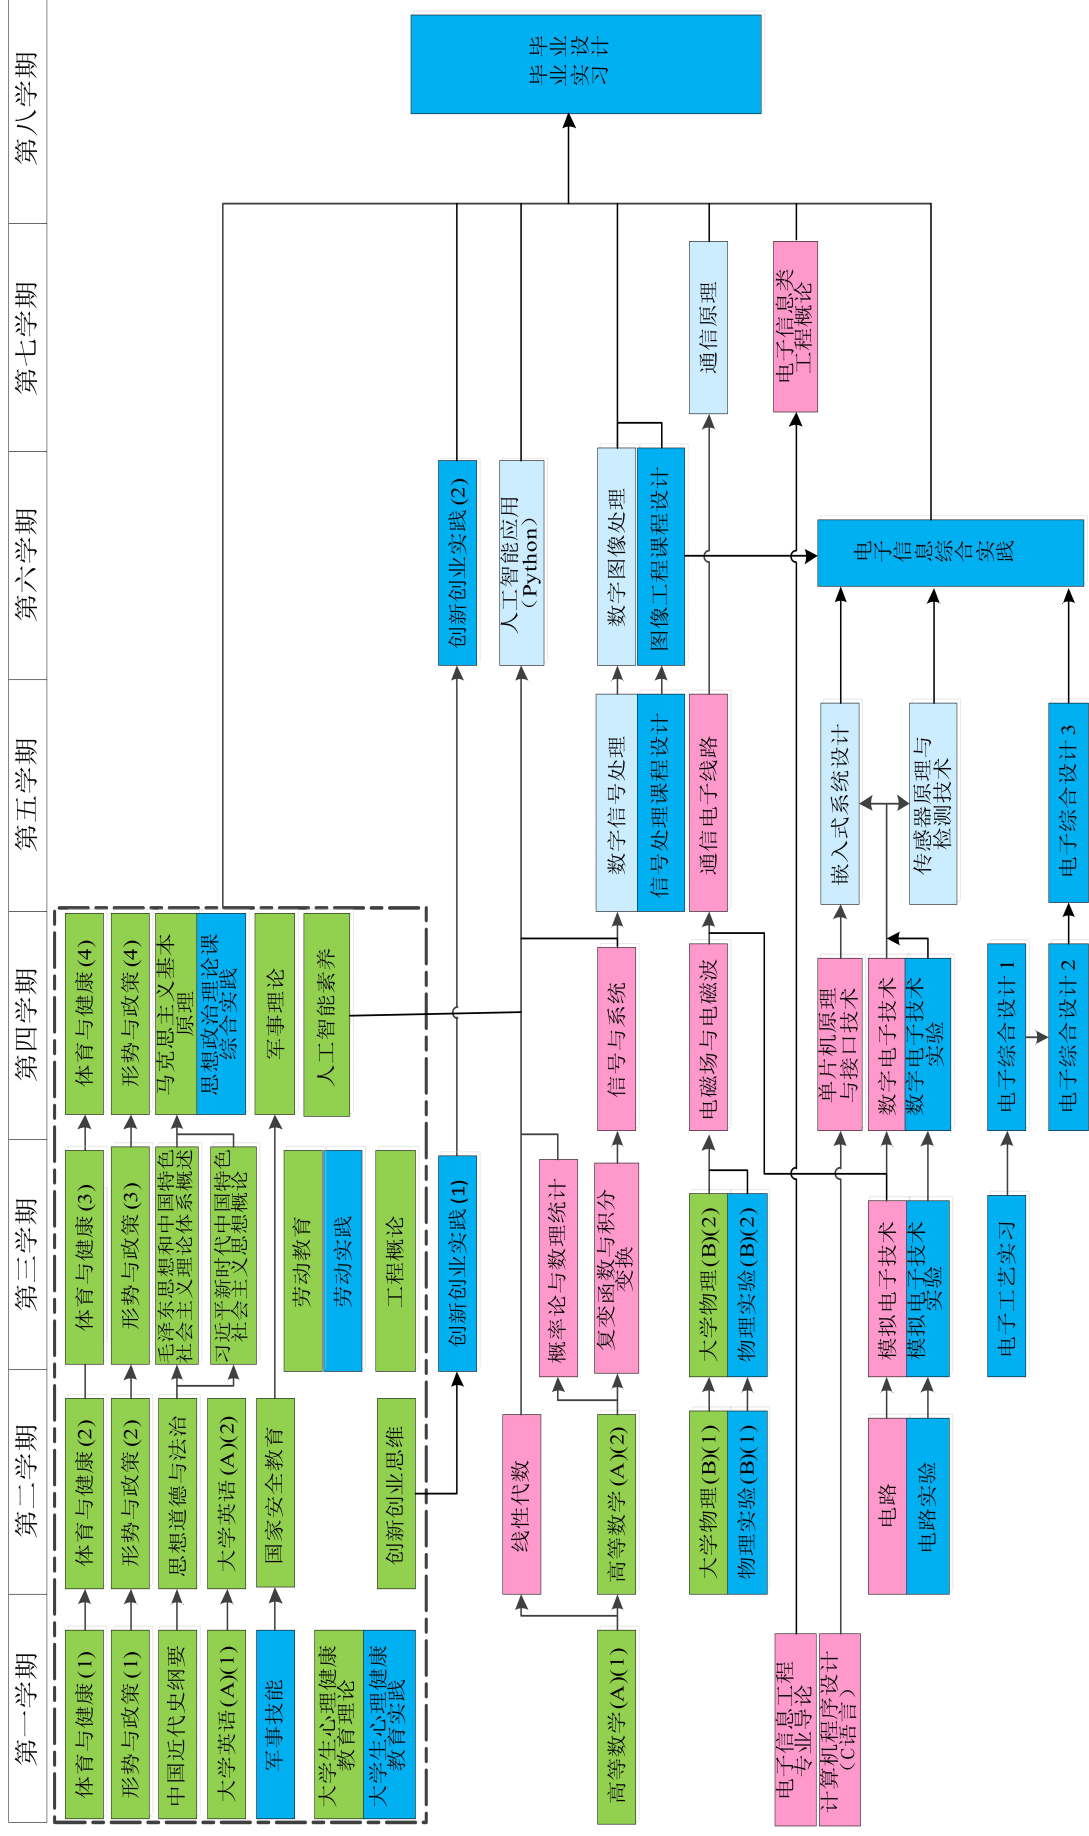 第一学期
第二学期
第三学期
第四学期
第五学期
第六学期
第七学期
第八学期
体育与健康(1)
体育与健康(2)
体育与健康(3)
体育与健康(4)
形势与政策(1)
形势与政策(2)
形势与政策(3)
形势与政策(4)
中国近代史纲要
思想道德与法治
毛泽东思想和中国特色
社会主义理论体系概述
马克思主义基本
原理
思想政治理论课
综合实践
大学英语(A)(1)
大学英语(A)(2)
习近平新时代中国特色
社会主义思想概论
军事技能
国家安全教育
军事理论
劳动教育
劳动实践
人工智能素养
大学生心理健康
教育理论
大学生心理健康
教育实践
创新创业思维
工程概论
创新创业实践(1)
创新创业实践(2)
线性代数
人工智能应用
（Python）
概率论与数理统计
高等数学(A)(1)
高等数学(A)(2)
复变函数与积分
变换
信号与系统
数字信号处理
信号处理课程设计
数字图像处理
图像工程课程设计
大学物理(B)(1)
物理实验(B)(1)
大学物理(B)(2)
物理实验(B)(2)
电磁场与电磁波
通信电子线路
通信原理
电子信息工程
专业导论
电子信息类
工程概论
计算机程序设计
（C语言）
单片机原理
与接口技术
嵌入式系统设计
电路
电路实验
模拟电子技术
模拟电子技术
实验
数字电子技术
数字电子技术
实验
传感器原理与
检测技术
电子工艺实习
电子综合设计1
电子综合设计2
电子综合设计3
电子
信息
综合
实践
毕业实习
毕业设计